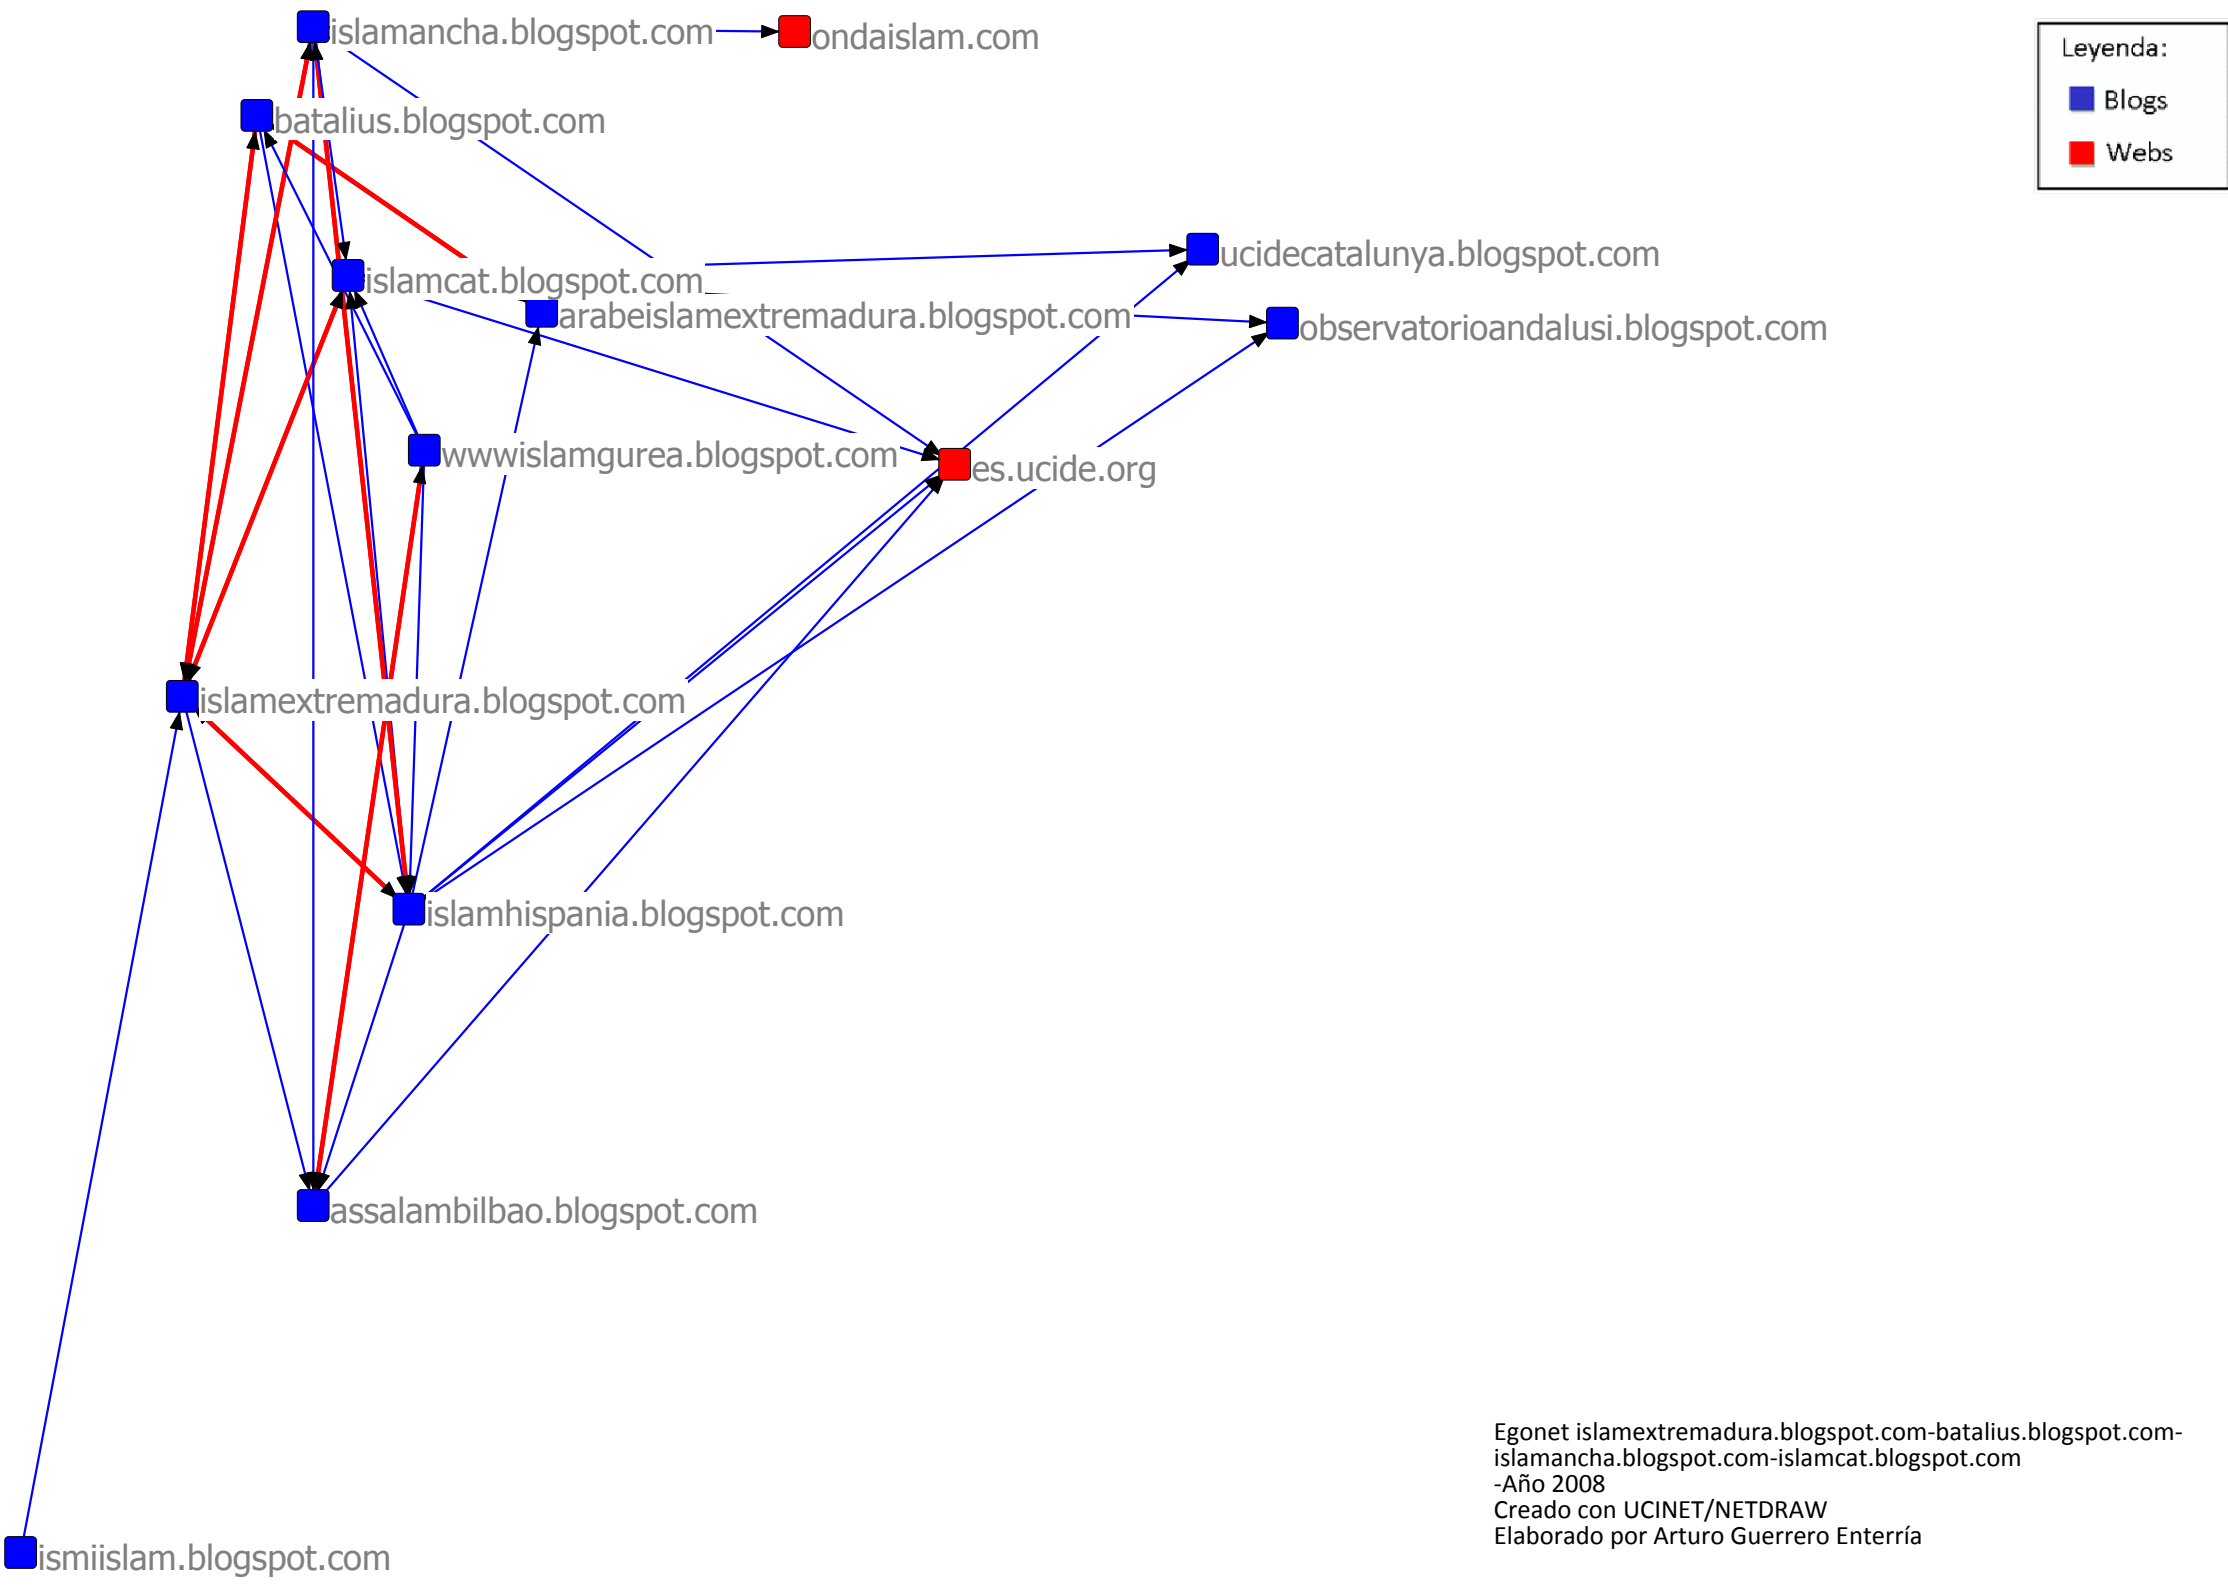 islamancha.blogspot.com
ondaislam.com
Leyenda:
Blogs
Webs
batalius.blogspot.com
ucidecatalunya.blogspot.com
islamcat.blogspot.com
arabeislamextremadura.blogspot.com
observatorioandalusi.blogspot.com
wwwislamgurea.blogspot.com
es.ucide.org
islamextremadura.blogspot.com
islamhispania.blogspot.com
assalambilbao.blogspot.com
Egonet islamextremadura.blogspot.com-batalius.blogspot.com-
islamancha.blogspot.com-islamcat.blogspot.com
-Año 2008
Creado con UCINET/NETDRAW
Elaborado por Arturo Guerrero Enterría
ismiislam.blogspot.com